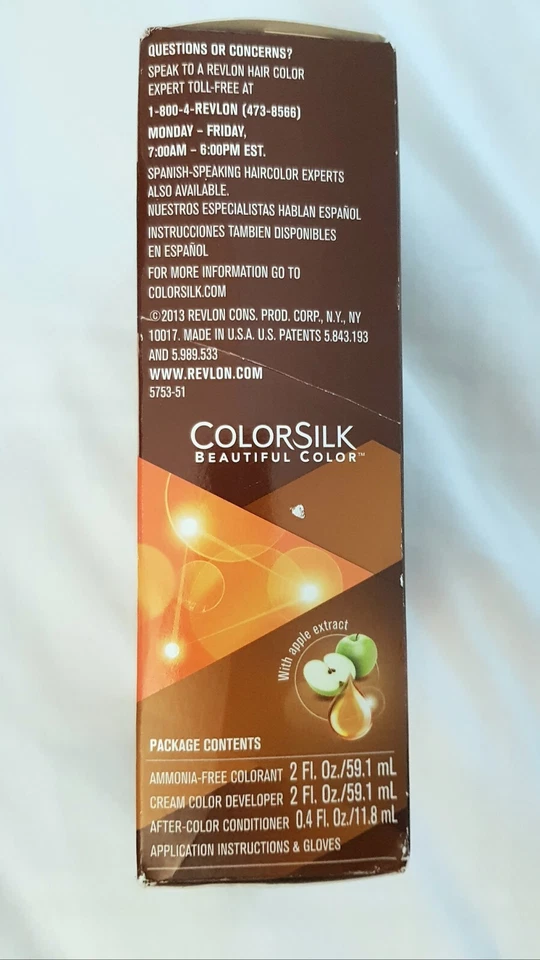 QUESTIONS OR CONCERNS?
SPEAK TO A REVLON HAIR COLOR
EXPERT TOLL-FREE AT
1-800-4-REVLON (473-8566)
MONDAY – FRIDAY,
7:00AM – 6:00PM EST.
SPANISH-SPEAKING HAIRCOLOR EXPERTS
ALSO AVAILABLE.
NUESTROS ESPECIALISTAS HABLAN ESPAÑOL
INSTRUCCIONES TAMBIEN DISPONIBLES
EN ESPAÑOL
FOR MORE INFORMATION GO TO
COLORSILK.COM
©2013 REVLON CONS. PROD. CORP., N.Y., NY
10017. MADE IN U.S.A. U.S. PATENTS 5.843.193
AND 5.989.533
WWW.REVLON.COM
5753-51
COLORSILK
BEAUTIFUL COLOR™
With apple extract
PACKAGE CONTENTS
AMMONIA-FREE COLORANT 2 Fl. Oz./59.1 mL
CREAM COLOR DEVELOPER 2 Fl. Oz./59.1 mL
AFTER-COLOR CONDITIONER 0.4 Fl. Oz./11.8 mL
APPLICATION INSTRUCTIONS & GLOVES